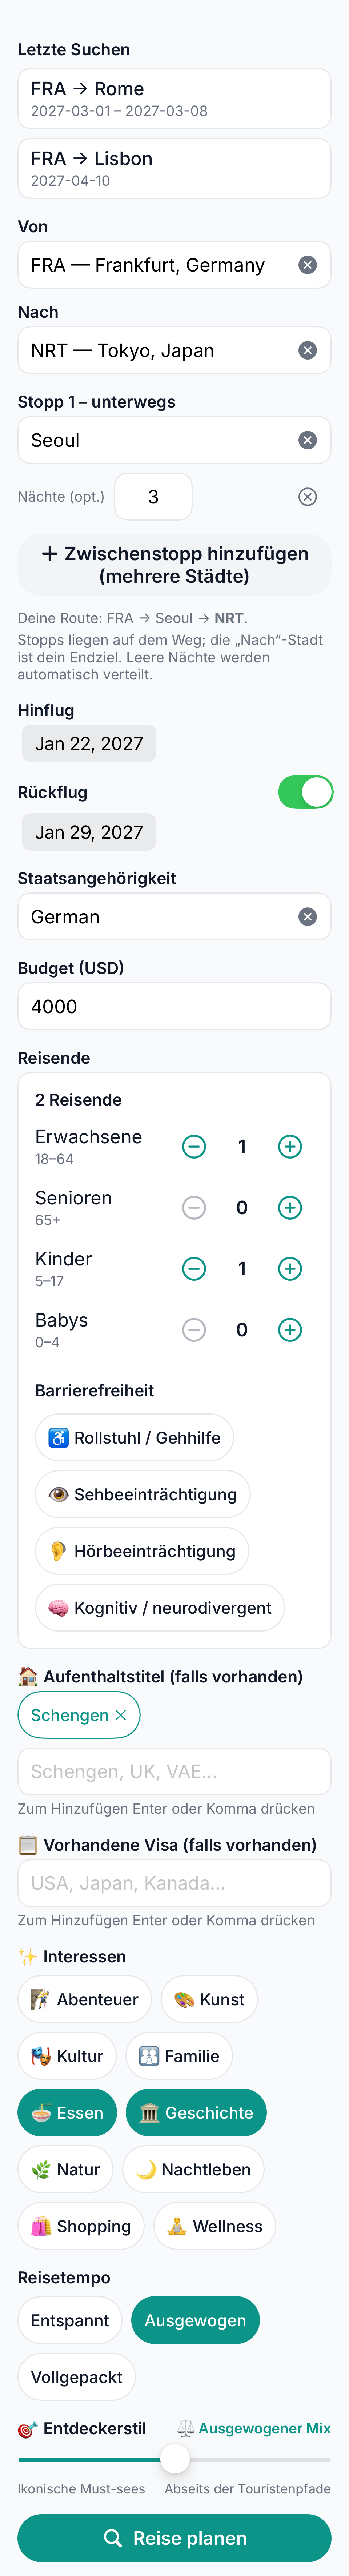 Letzte Suchen
FRA → Rome
2027-03-01 – 2027-03-08
FRA → Lisbon
2027-04-10
Von
FRA — Frankfurt, Germany
Nach
NRT — Tokyo, Japan
Stopp 1 – unterwegs
Seoul
Nächte (opt.) 3
+ Zwischenstopp hinzufügen
(mehrere Städte)
Deine Route: FRA → Seoul → NRT.
Stopps liegen auf dem Weg; die „Nach“-Stadt
ist dein Endziel. Leere Nächte werden
automatisch verteilt.
Hinflug
Jan 22, 2027
Rückflug
Jan 29, 2027
Staatsangehörigkeit
German
Budget (USD)
4000
Reisende
2 Reisende
Erwachsene 1
18–64
Senioren 0
65+
Kinder 1
5–17
Babys 0
0–4
Barrierefreiheit
Rollstuhl / Gehhilfe
Sehbeeinträchtigung
Hörbeeinträchtigung
Kognitiv / neurodivergent
Aufenthaltstitel (falls vorhanden)
Schengen ×
Schengen, UK, VAE...
Zum Hinzufügen Enter oder Komma drücken
Vorhandene Visa (falls vorhanden)
USA, Japan, Kanada...
Zum Hinzufügen Enter oder Komma drücken
Interessen
Abenteuer Kunst
Kultur Familie
Essen Geschichte
Natur Nachtleben
Shopping Wellness
Reisetempo
Entspannt Ausgewogen
Vollgepackt
Entdeckerstil Ausgewogener Mix
Ikonische Must-sees Abseits der Touristenpfade
Reise planen